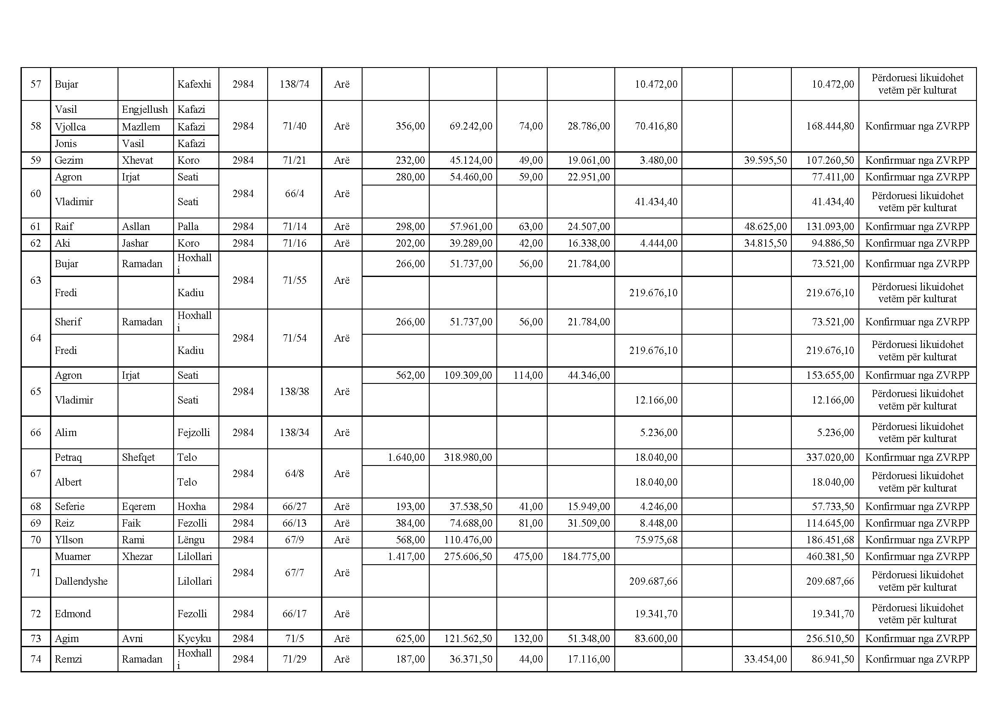 57 Bujar Kafexhi 2984 138/74 Arë 10.472,00 10.472,00 Përdoruesi likuidohet vetëm për kulturat
58 Vasil Engjellush Kafazi 2984 71/40 Arë 356,00 69.242,00 74,00 28.786,00 70.416,80 168.444,80 Konfirmuar nga ZVRPP
Vjollca Mazllem Kafazi
Jonis Vasil Kafazi
59 Gezim Xhevat Koro 2984 71/21 Arë 232,00 45.124,00 49,00 19.061,00 3.480,00 39.595,50 107.260,50 Konfirmuar nga ZVRPP
60 Agron Irjat Seati 2984 66/4 Arë 280,00 54.460,00 59,00 22.951,00 77.411,00 Konfirmuar nga ZVRPP
Vladimir Seati 41.434,40 41.434,40 Përdoruesi likuidohet vetëm për kulturat
61 Raif Asllan Palla 2984 71/14 Arë 298,00 57.961,00 63,00 24.507,00 48.625,00 131.093,00 Konfirmuar nga ZVRPP
62 Aki Jashar Koro 2984 71/16 Arë 202,00 39.289,00 42,00 16.338,00 4.444,00 34.815,50 94.886,50 Konfirmuar nga ZVRPP
63 Bujar Ramadan Hoxhall i 2984 71/55 Arë 266,00 51.737,00 56,00 21.784,00 73.521,00 Konfirmuar nga ZVRPP
Fredi Kadiu 219.676,10 219.676,10 Përdoruesi likuidohet vetëm për kulturat
64 Sherif Ramadan Hoxhall i 2984 71/54 Arë 266,00 51.737,00 56,00 21.784,00 73.521,00 Konfirmuar nga ZVRPP
Fredi Kadiu 219.676,10 219.676,10 Përdoruesi likuidohet vetëm për kulturat
65 Agron Irjat Seati 2984 138/38 Arë 562,00 109.309,00 114,00 44.346,00 153.655,00 Konfirmuar nga ZVRPP
Vladimir Seati 12.166,00 12.166,00 Përdoruesi likuidohet vetëm për kulturat
66 Alim Fejzolli 2984 138/34 Arë 5.236,00 5.236,00 Përdoruesi likuidohet vetëm për kulturat
67 Petraq Shefqet Telo 2984 64/8 Arë 1.640,00 318.980,00 18.040,00 337.020,00 Konfirmuar nga ZVRPP
Albert Telo 18.040,00 18.040,00 Përdoruesi likuidohet vetëm për kulturat
68 Seferie Eqerem Hoxha 2984 66/27 Arë 193,00 37.538,50 41,00 15.949,00 4.246,00 57.733,50 Konfirmuar nga ZVRPP
69 Reiz Faik Fezolli 2984 66/13 Arë 384,00 74.688,00 81,00 31.509,00 8.448,00 114.645,00 Konfirmuar nga ZVRPP
70 Yllson Rami Lëngu 2984 67/9 Arë 568,00 110.476,00 75.975,68 186.451,68 Konfirmuar nga ZVRPP
71 Muamer Xhezar Lilollari 2984 67/7 Arë 1.417,00 275.606,50 475,00 184.775,00 460.381,50 Konfirmuar nga ZVRPP
Dallendyshe Lilollari 209.687,66 209.687,66 Përdoruesi likuidohet vetëm për kulturat
72 Edmond Fezolli 2984 66/17 Arë 19.341,70 19.341,70 Përdoruesi likuidohet vetëm për kulturat
73 Agim Avni Kycyku 2984 71/5 Arë 625,00 121.562,50 132,00 51.348,00 83.600,00 256.510,50 Konfirmuar nga ZVRPP
74 Remzi Ramadan Hoxhall i 2984 71/29 Arë 187,00 36.371,50 44,00 17.116,00 33.454,00 86.941,50 Konfirmuar nga ZVRPP